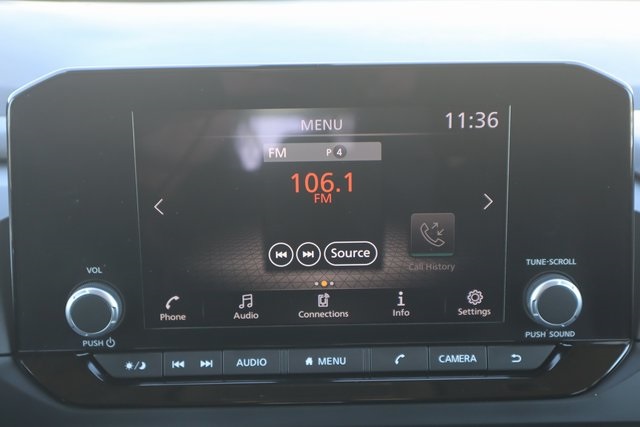 MENU 11:36
FM P 4
106.1
FM
Source
Call History
Phone Audio Connections Info Settings
VOL
PUSH
TUNE·SCROLL
PUSH SOUND
AUDIO MENU CAMERA